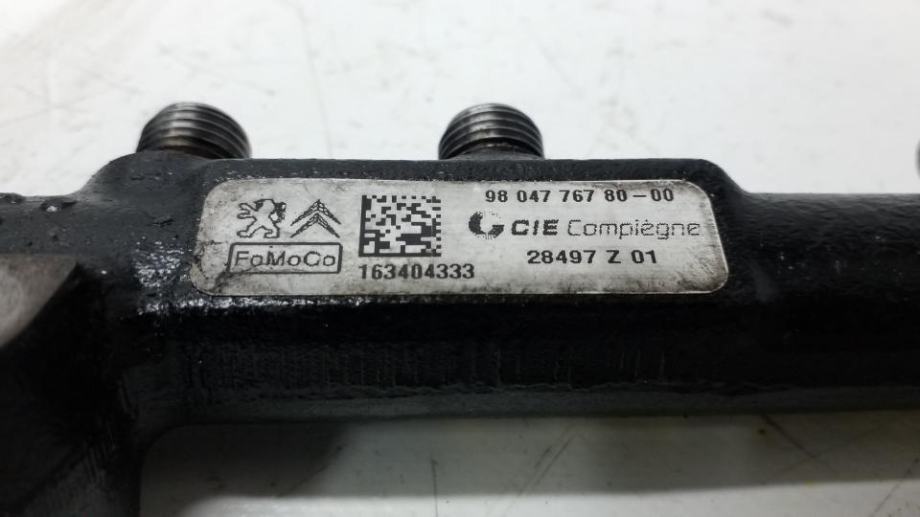 98 047 767 80-00
CIE Compiègne
FoMoCo
163404333
28497 Z 01